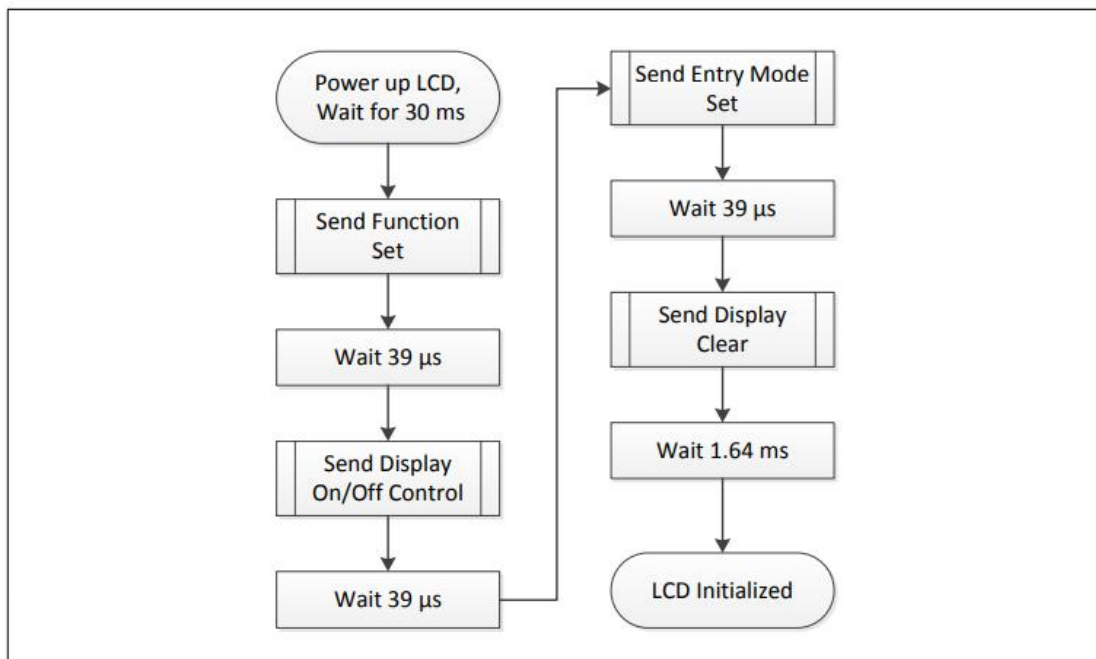 Power up LCD,
Wait for 30 ms
Send Function
Set
Wait 39 µs
Send Display
On/Off Control
Wait 39 µs
Send Entry Mode
Set
Wait 39 µs
Send Display
Clear
Wait 1.64 ms
LCD Initialized